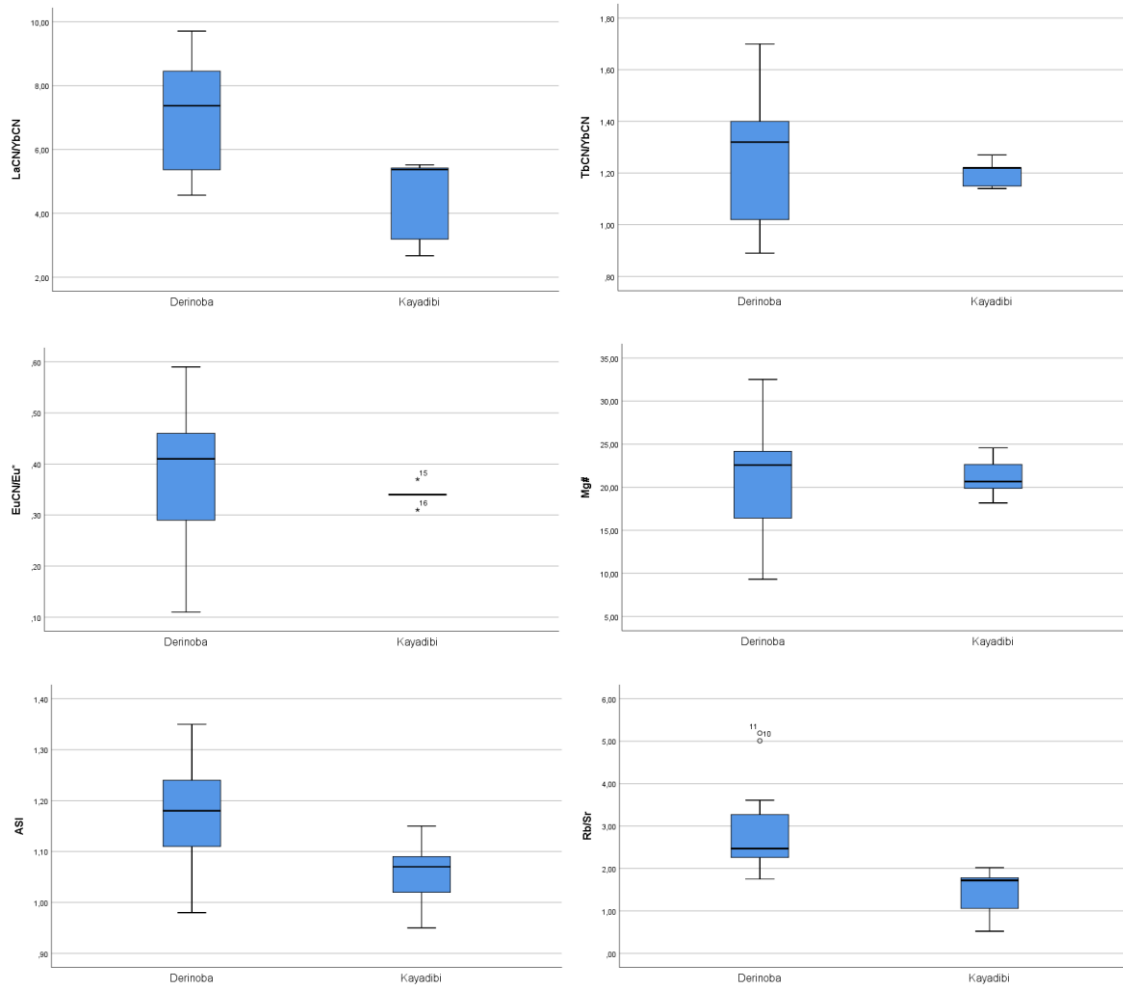 LaCN/YbCN
10,00
8,00
6,00
4,00
2,00
Derinoba
Kayadibi
TbCN/YbCN
1,80
1,60
1,40
1,20
1,00
,80
Derinoba
Kayadibi
EuCN/Eu*
,60
,50
,40
,30
,20
,10
15
16
Derinoba
Kayadibi
Mg#
35,00
30,00
25,00
20,00
15,00
10,00
5,00
Derinoba
Kayadibi
ASI
1,40
1,30
1,20
1,10
1,00
,90
Derinoba
Kayadibi
Rb/Sr
6,00
5,00
4,00
3,00
2,00
1,00
,00
11
10
Derinoba
Kayadibi